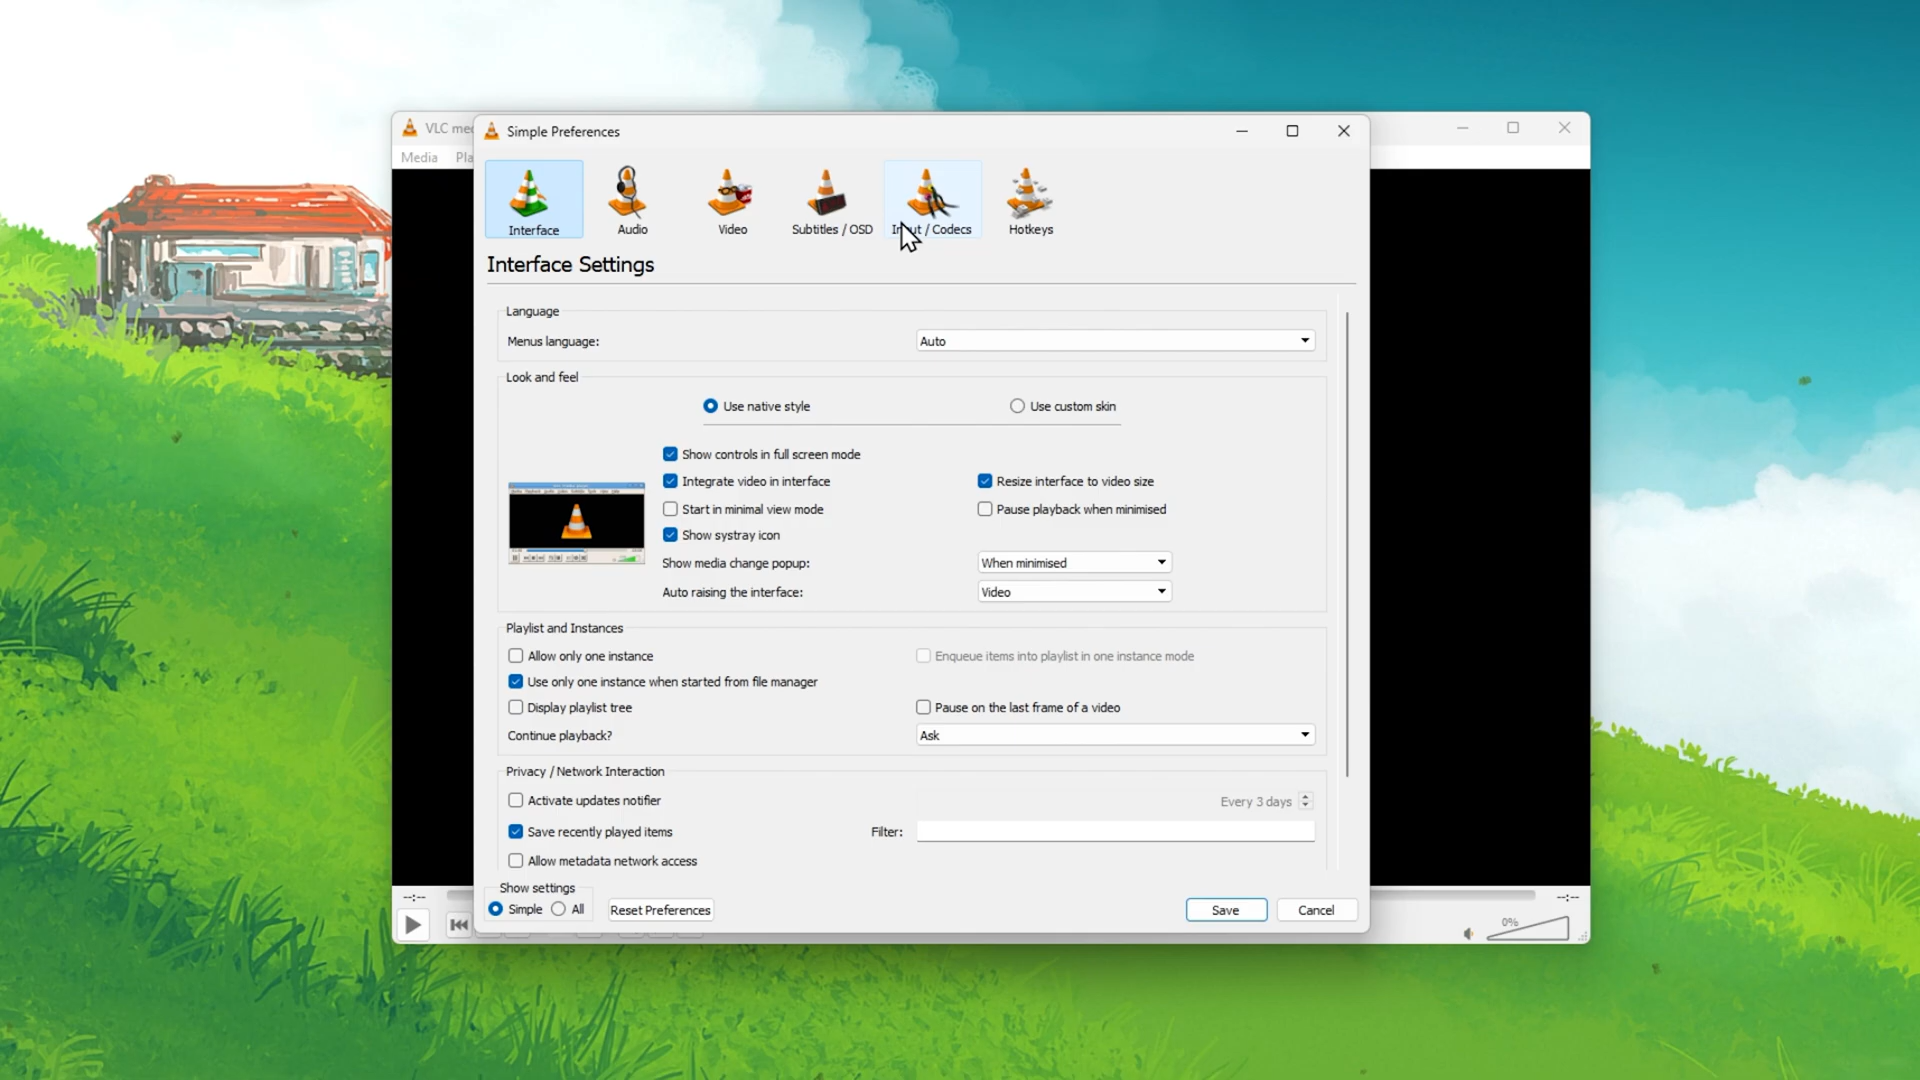 VLC med
Simple Preferences
Media Pla
Interface
Audio
Video
Subtitles / OSD
Input / Codecs
Hotkeys
Interface Settings
Language
Menus language:
Auto
Look and feel
Use native style
Use custom skin
Show controls in full screen mode
Integrate video in interface
Resize interface to video size
Start in minimal view mode
Pause playback when minimised
Show systray icon
Show media change popup:
When minimised
Auto raising the interface:
Video
Playlist and Instances
Allow only one instance
Enqueue items into playlist in one instance mode
Use only one instance when started from file manager
Display playlist tree
Pause on the last frame of a video
Continue playback?
Ask
Privacy / Network Interaction
Activate updates notifier
Every 3 days
Save recently played items
Filter:
Allow metadata network access
Show settings
Simple
All
Reset Preferences
Save
Cancel
--:--
--:--
0%